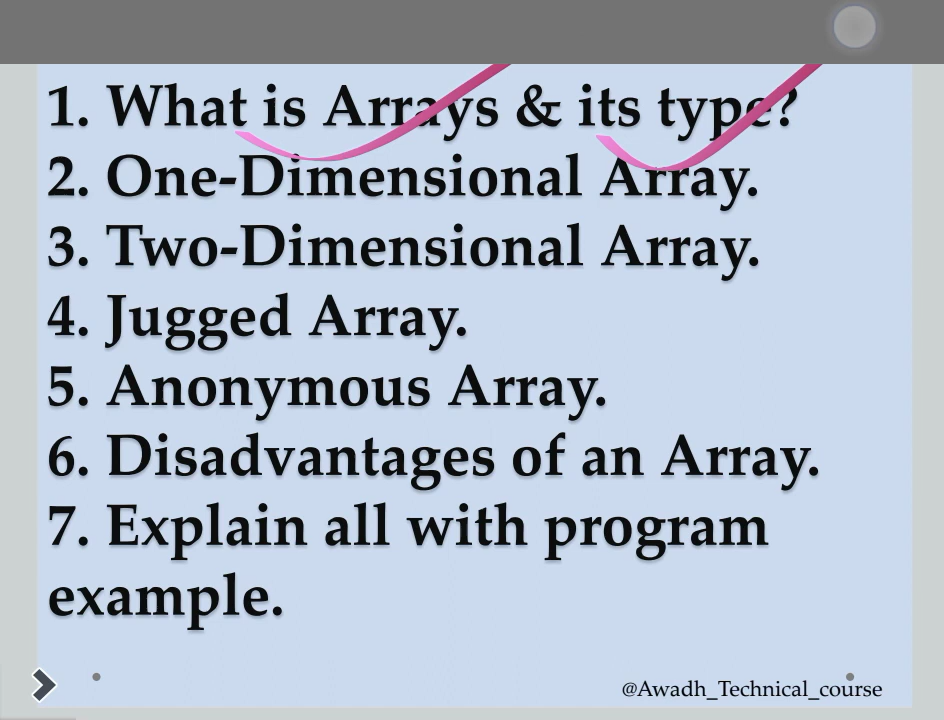 1. What is Arrays & its type?
2. One-Dimensional Array.
3. Two-Dimensional Array.
4. Jugged Array.
5. Anonymous Array.
6. Disadvantages of an Array.
7. Explain all with program
example.
@Awadh_Technical_course